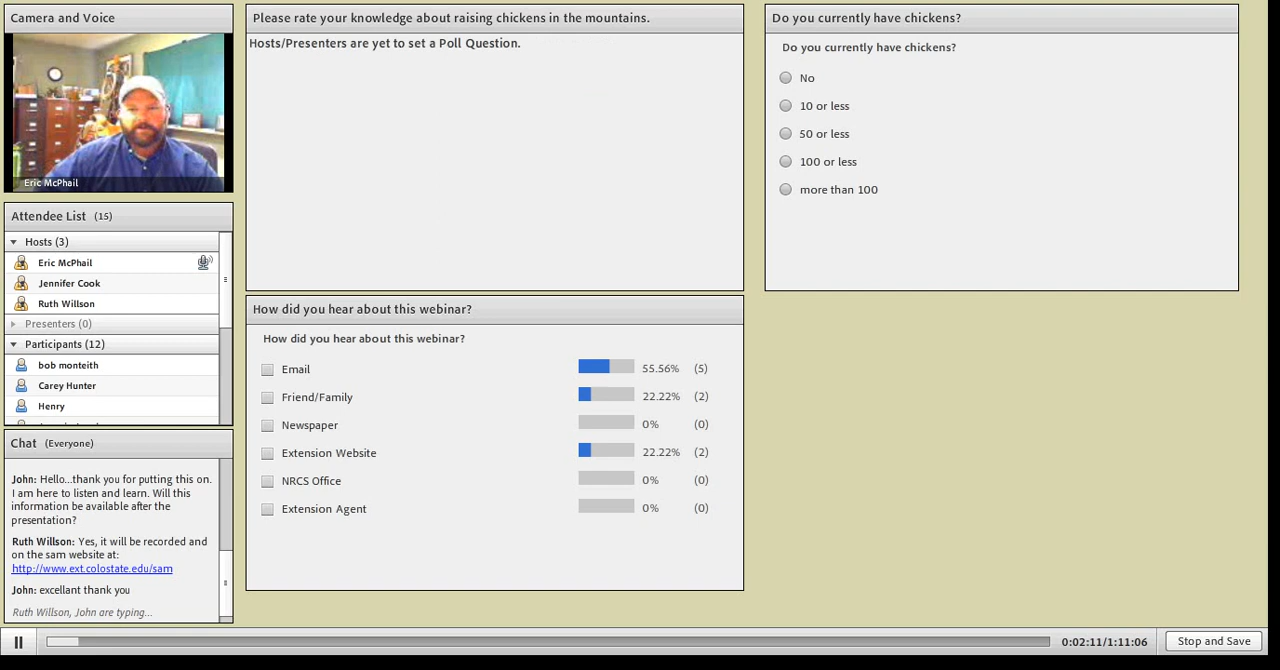 Camera and Voice
Eric McPhail
Attendee List (15)
Hosts (3)
Eric McPhail
Jennifer Cook
Ruth Willson
Presenters (0)
Participants (12)
bob monteith
Carey Hunter
Henry
Chat (Everyone)
John: Hello...thank you for putting this on.
I am here to listen and learn. Will this
information be available after the
presentation?
Ruth Willson: Yes, it will be recorded and
on the sam website at:
http://www.ext.colostate.edu/sam
John: excellant thank you
Ruth Willson, John are typing...
Please rate your knowledge about raising chickens in the mountains.
Hosts/Presenters are yet to set a Poll Question.
How did you hear about this webinar?
How did you hear about this webinar?
Email 55.56% (5)
Friend/Family 22.22% (2)
Newspaper 0% (0)
Extension Website 22.22% (2)
NRCS Office 0% (0)
Extension Agent 0% (0)
Do you currently have chickens?
Do you currently have chickens?
No
10 or less
50 or less
100 or less
more than 100
0:02:11/1:11:06
Stop and Save